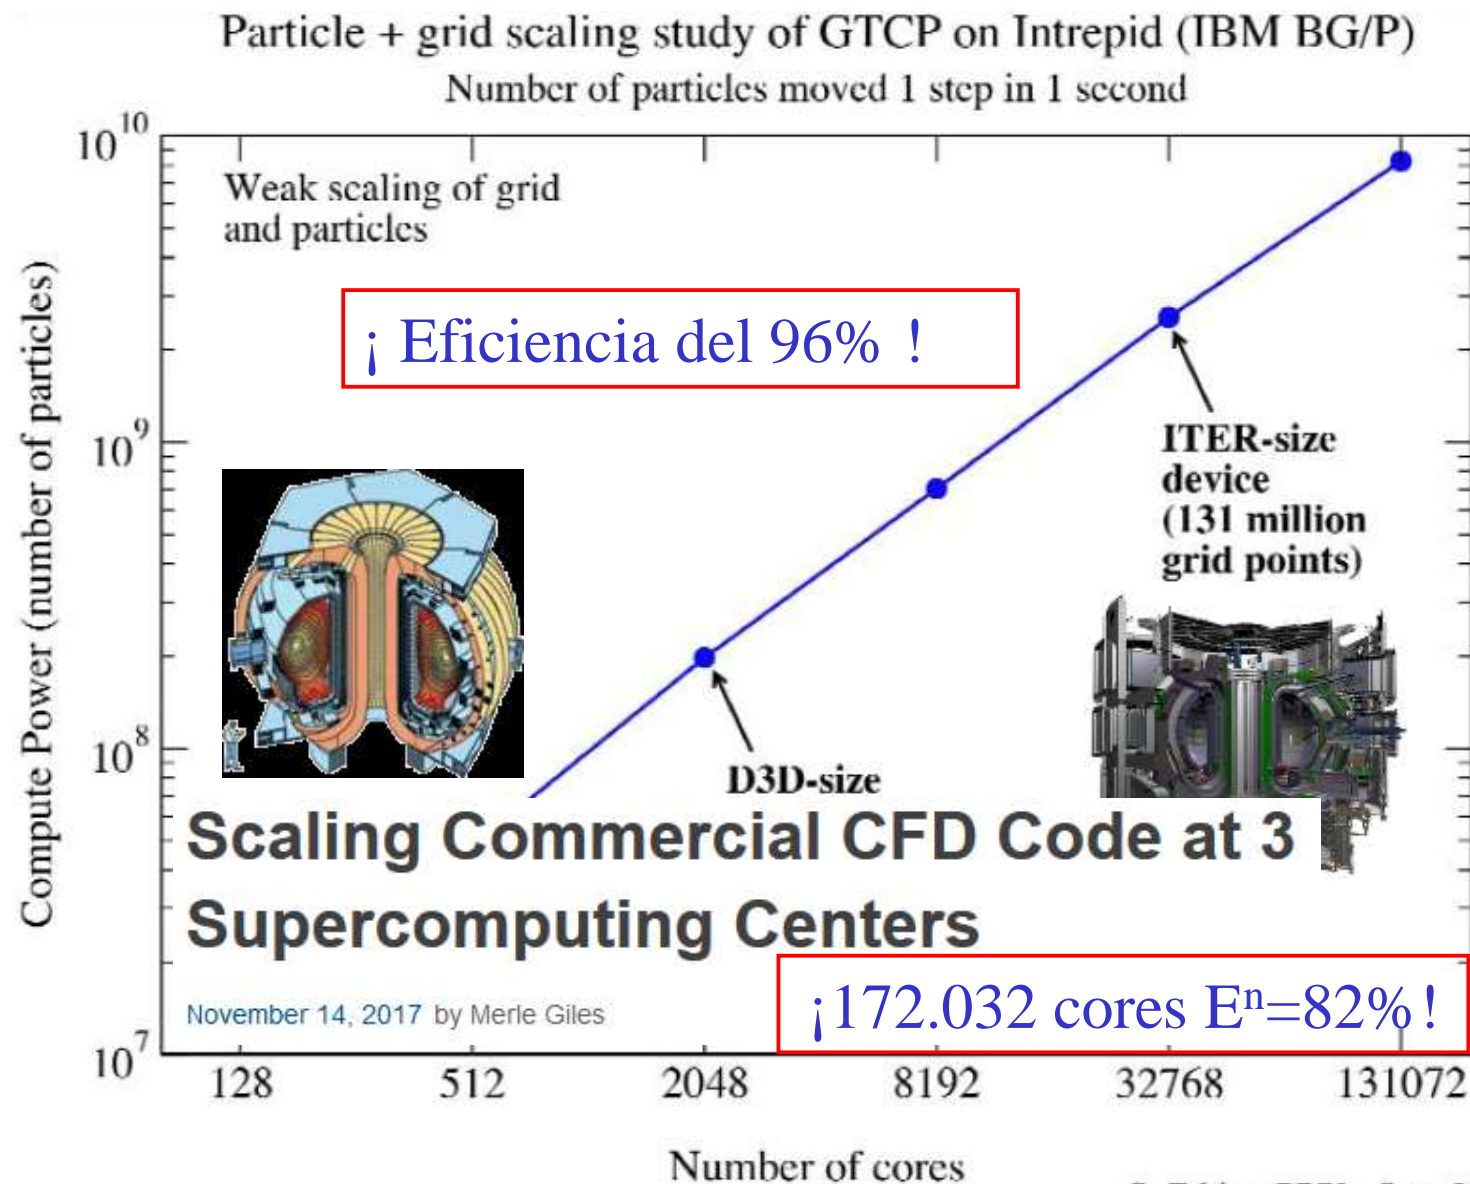 Particle + grid scaling study of GTCP on Intrepid (IBM BG/P)
Number of particles moved 1 step in 1 second
10^10
Weak scaling of grid
and particles
¡ Eficiencia del 96% !
10^9
ITER-size
device
(131 million
grid points)
10^8
D3D-size
Compute Power (number of particles)
Scaling Commercial CFD Code at 3
Supercomputing Centers
November 14, 2017 by Merle Giles
¡172.032 cores Eⁿ=82%!
10^7
128 512 2048 8192 32768 131072
Number of cores